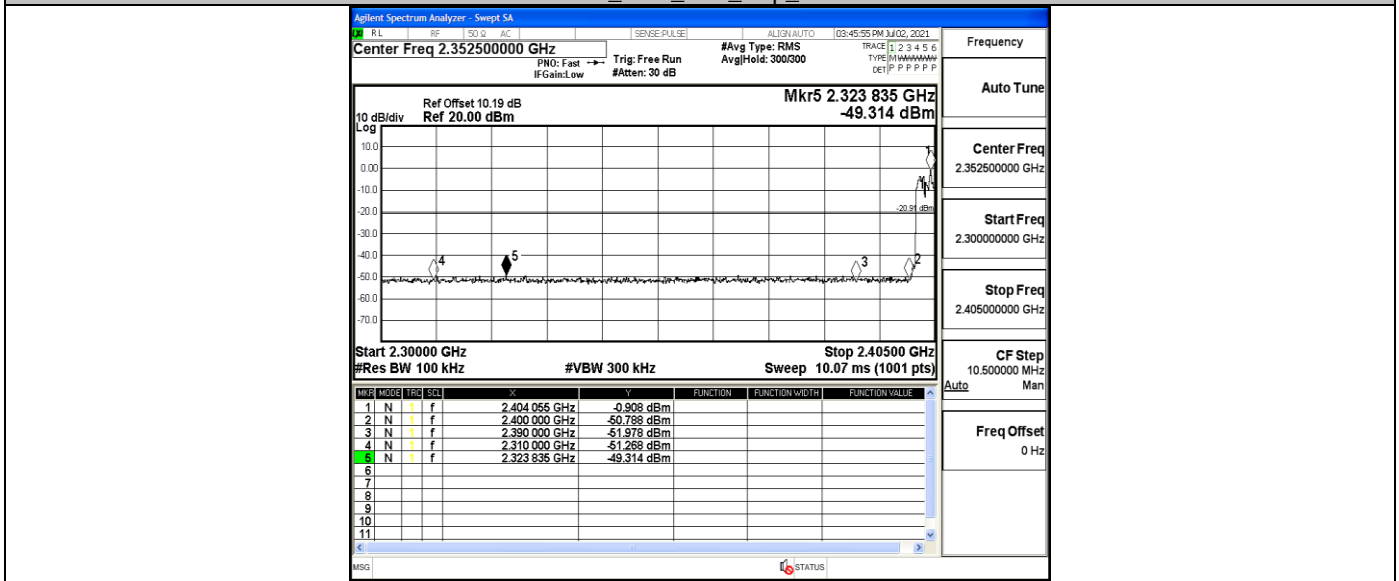 Agilent Spectrum Analyzer - Swept SA
RL RF 50 Ω AC SENSE:PULSE ALIGN AUTO 03:45:55 PM Jul 02, 2021
Center Freq 2.352500000 GHz
PNO: Fast
IFGain:Low
Trig: Free Run
#Atten: 30 dB
#Avg Type: RMS
Avg|Hold: 300/300
TRACE 1 2 3 4 5 6
TYPE M
DET P P P P P P
Ref Offset 10.19 dB
10 dB/div Ref 20.00 dBm
Log
Mkr5 2.323 835 GHz
-49.314 dBm
10.0
0.00
-10.0
-20.0
-30.0
-40.0
-50.0
-60.0
-70.0
1
-20.91 dBm
4
5
3
2
Start 2.30000 GHz Stop 2.40500 GHz
#Res BW 100 kHz #VBW 300 kHz Sweep 10.07 ms (1001 pts)
MKR MODE TRC SCL X Y FUNCTION FUNCTION WIDTH FUNCTION VALUE
1 N 1 f 2.404 055 GHz -0.908 dBm
2 N 1 f 2.400 000 GHz -50.788 dBm
3 N 1 f 2.390 000 GHz -51.978 dBm
4 N 1 f 2.310 000 GHz -51.268 dBm
5 N 1 f 2.323 835 GHz -49.314 dBm
6
7
8
9
10
11
MSG STATUS
Frequency
Auto Tune
Center Freq
2.352500000 GHz
Start Freq
2.300000000 GHz
Stop Freq
2.405000000 GHz
CF Step
10.500000 MHz
Auto Man
Freq Offset
0 Hz